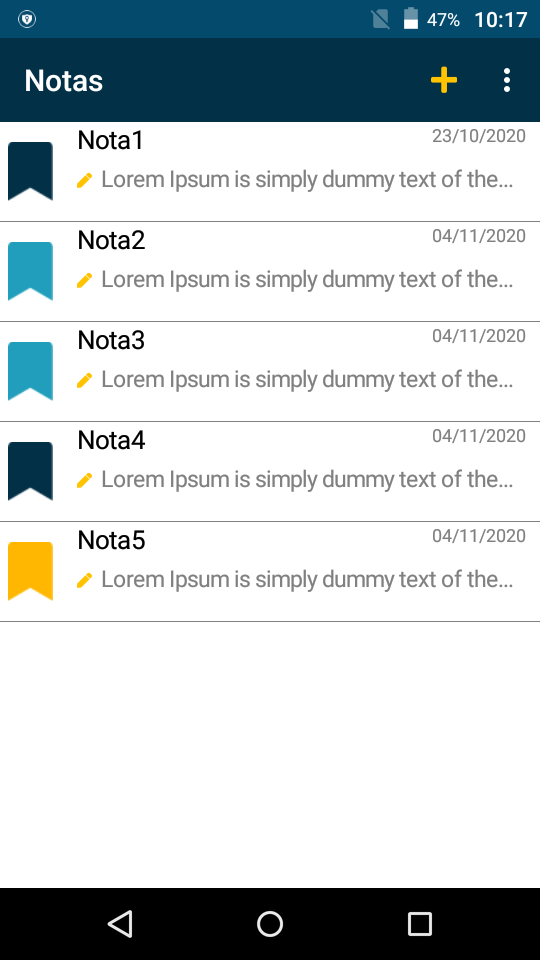 47% 10:17
Notas
Nota1 23/10/2020
Lorem Ipsum is simply dummy text of the...
Nota2 04/11/2020
Lorem Ipsum is simply dummy text of the...
Nota3 04/11/2020
Lorem Ipsum is simply dummy text of the...
Nota4 04/11/2020
Lorem Ipsum is simply dummy text of the...
Nota5 04/11/2020
Lorem Ipsum is simply dummy text of the...